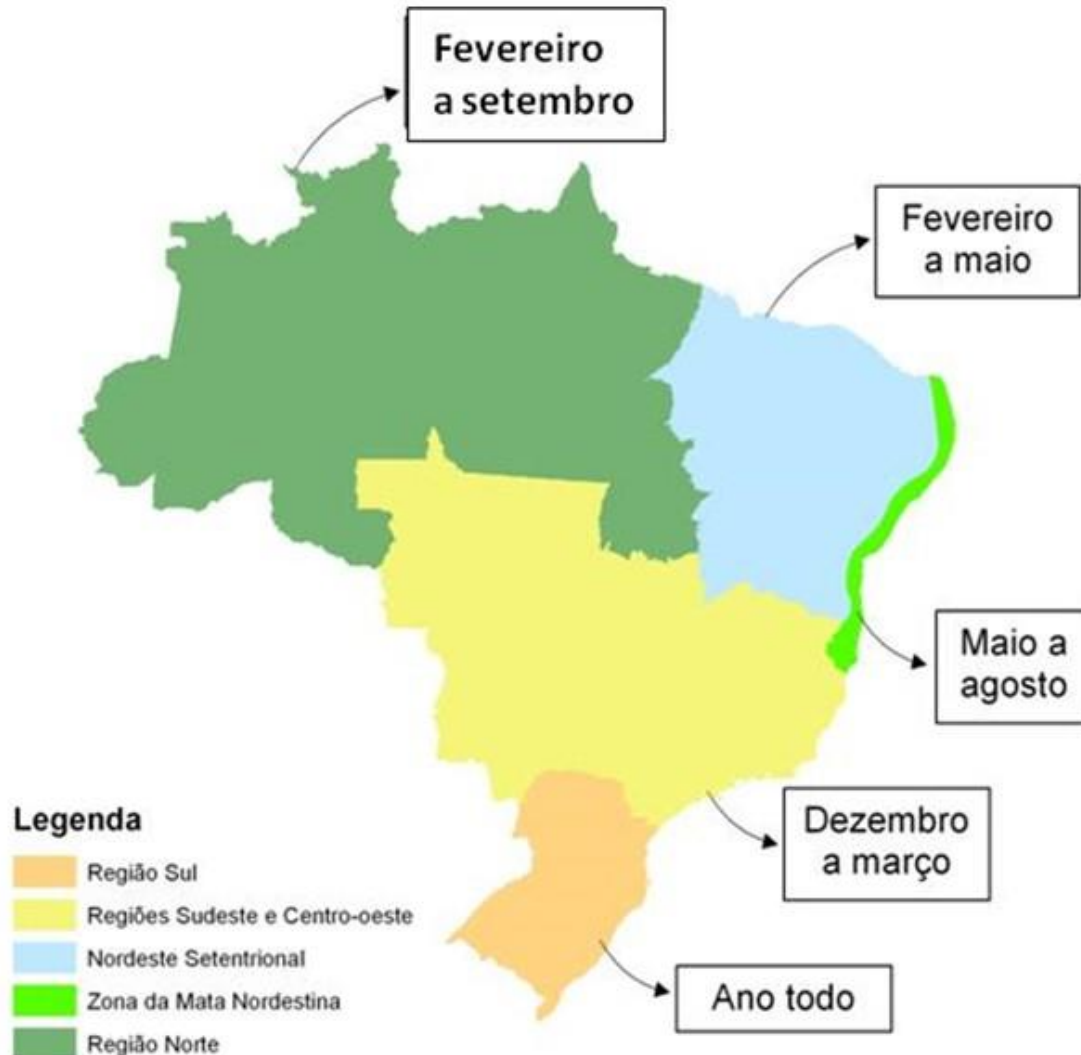 Fevereiro
a setembro
Fevereiro
a maio
Maio a
agosto
Dezembro
a março
Ano todo
Legenda
Região Sul
Regiões Sudeste e Centro-oeste
Nordeste Setentrional
Zona da Mata Nordestina
Região Norte